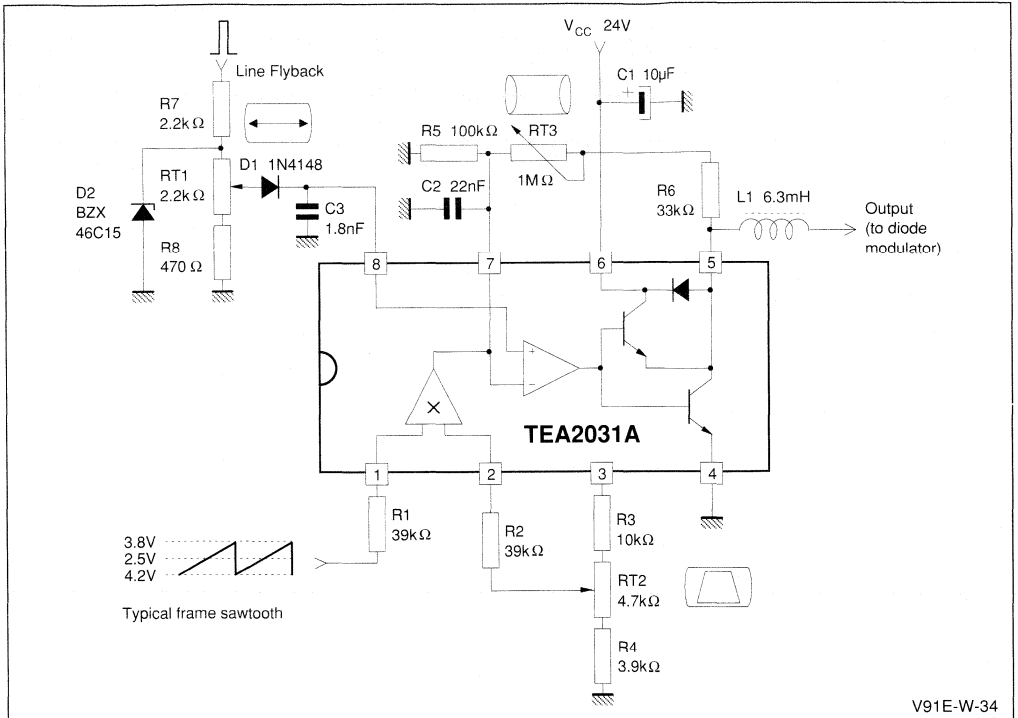 V_CC 24V
Line Flyback
C1 10µF
+
R7
2.2kΩ
R5 100kΩ
RT3
1MΩ
D1 1N4148
RT1
2.2kΩ
D2
BZX
46C15
C2 22nF
C3
1.8nF
R6
33kΩ
L1 6.3mH
Output
(to diode
modulator)
R8
470 Ω
8
7
6
5
+
−
×
TEA2031A
1
2
3
4
R1
39kΩ
R2
39kΩ
R3
10kΩ
3.8V
2.5V
4.2V
RT2
4.7kΩ
Typical frame sawtooth
R4
3.9kΩ
V91E-W-34